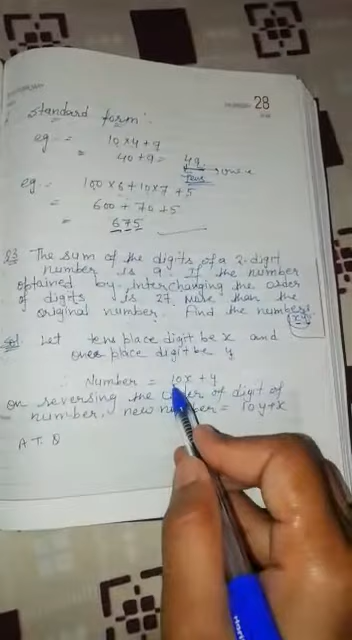 28
Standard form :
eg = 10×4+9
= 40+9 = 49 ones
Tens
eg = 100×6+10×7+5
= 600+70+5
= 675
Q3 The sum of the digits of a 2-digit
number is 9. If the number
obtained by interchanging the order
of digits is 27 more than the
original number. Find the number?
Sol. Let tens place digit be x and
ones place digit be y
∴ Number = 10x + y
On reversing the order of digit of
number, new number = 10y+x
A.T.Q